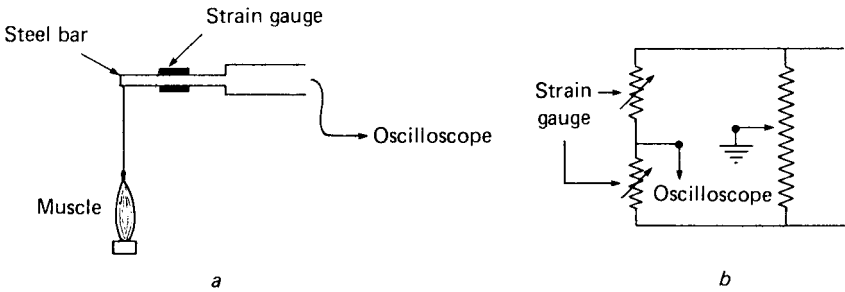 Strain gauge
Steel bar
Oscilloscope
Muscle
a
Strain
gauge
Oscilloscope
b